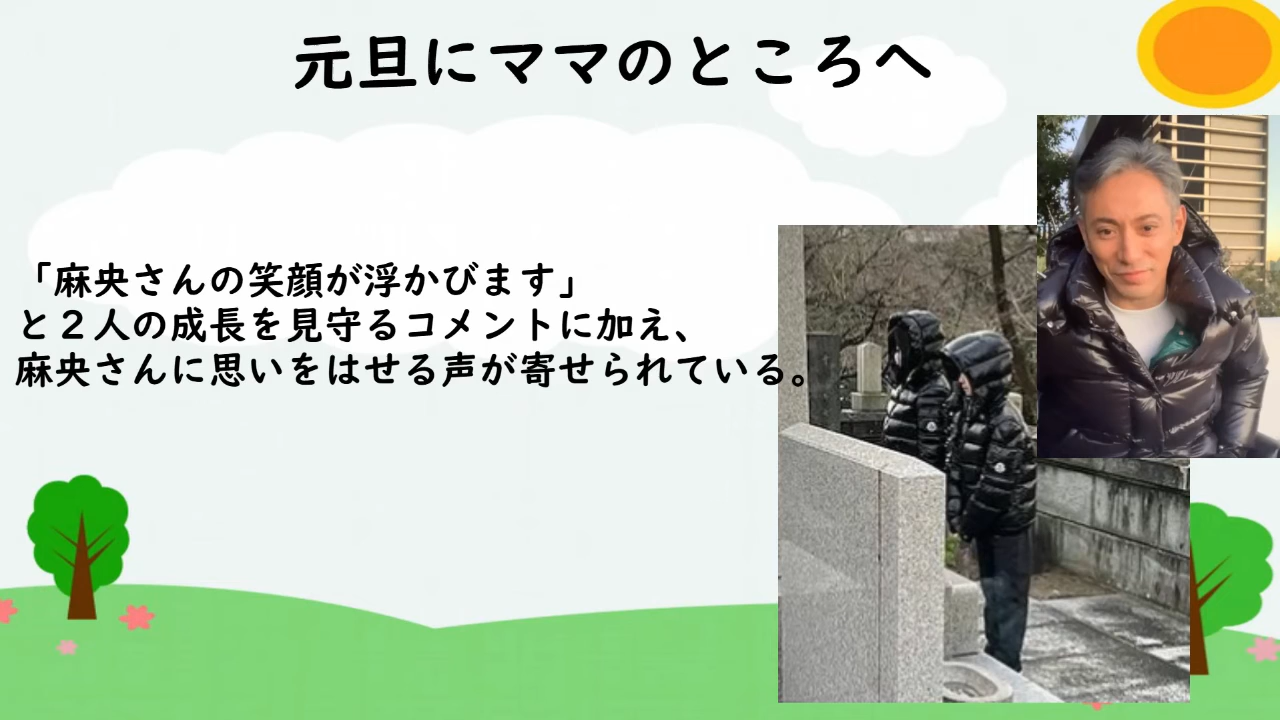 元旦にママのところへ
「麻央さんの笑顔が浮かびます」
と２人の成長を見守るコメントに加え、
麻央さんに思いをはせる声が寄せられている。